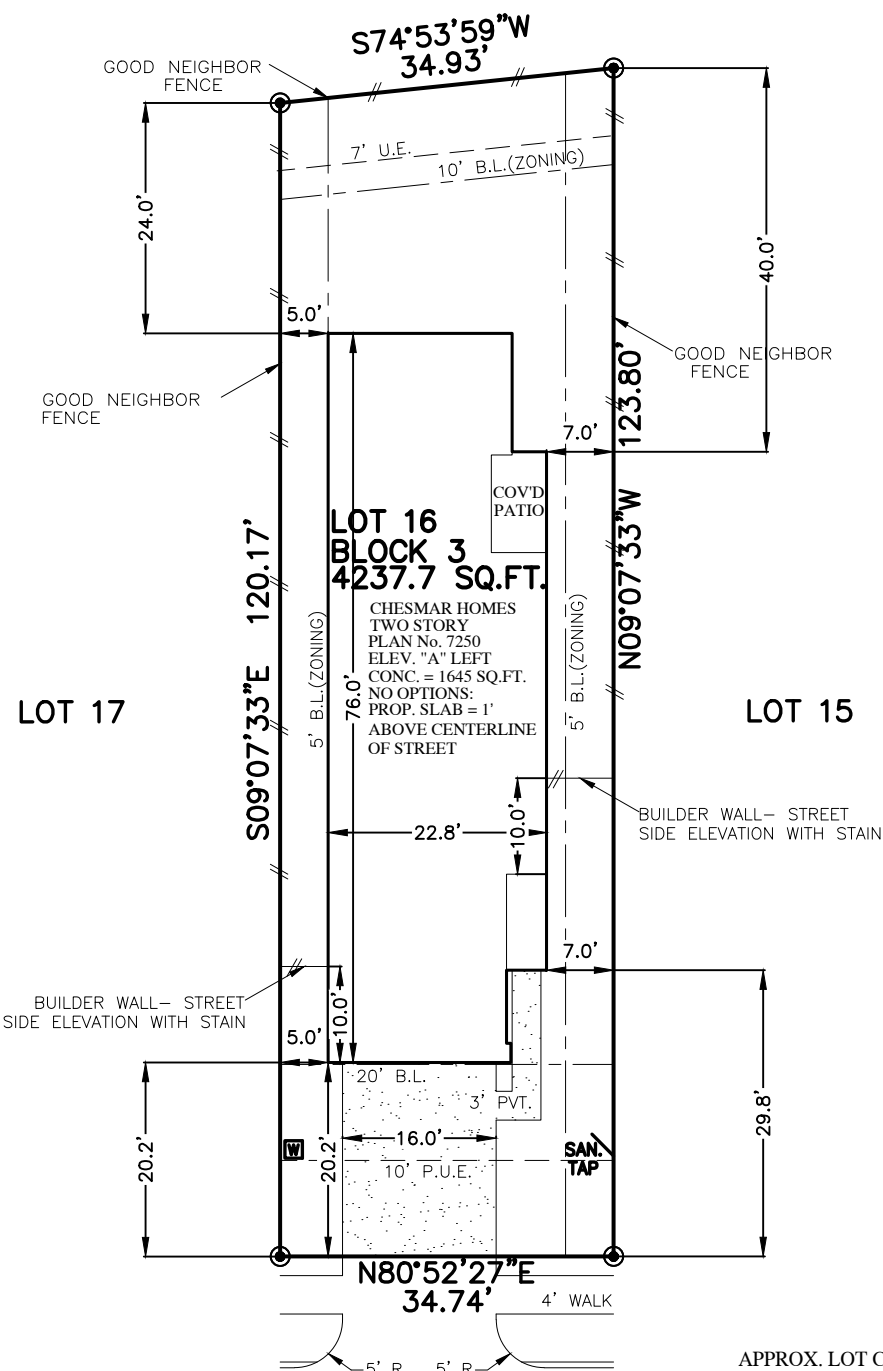 S74°53'59"W
34.93'
GOOD NEIGHBOR
FENCE
7' U.E.
10' B.L.(ZONING)
24.0'
40.0'
5.0'
GOOD NEIGHBOR
FENCE
GOOD NEIGHBOR
FENCE
123.80'
N09°07'33"W
7.0'
COV'D
PATIO
LOT 16
BLOCK 3
4237.7 SQ.FT.
CHESMAR HOMES
TWO STORY
PLAN No. 7250
ELEV. "A" LEFT
CONC. = 1645 SQ.FT.
NO OPTIONS:
PROP. SLAB = 1'
ABOVE CENTERLINE
OF STREET
S09°07'33"E 120.17'
5' B.L.(ZONING)
76.0'
5' B.L.(ZONING)
LOT 17
LOT 15
22.8'
10.0'
BUILDER WALL- STREET
SIDE ELEVATION WITH STAIN
7.0'
BUILDER WALL- STREET
SIDE ELEVATION WITH STAIN
10.0'
5.0'
20' B.L.
3' PVT.
20.2'
20.2'
16.0'
29.8'
W
SAN.
TAP
10' P.U.E.
N80°52'27"E
34.74'
4' WALK
5' R
5' R
APPROX. LOT